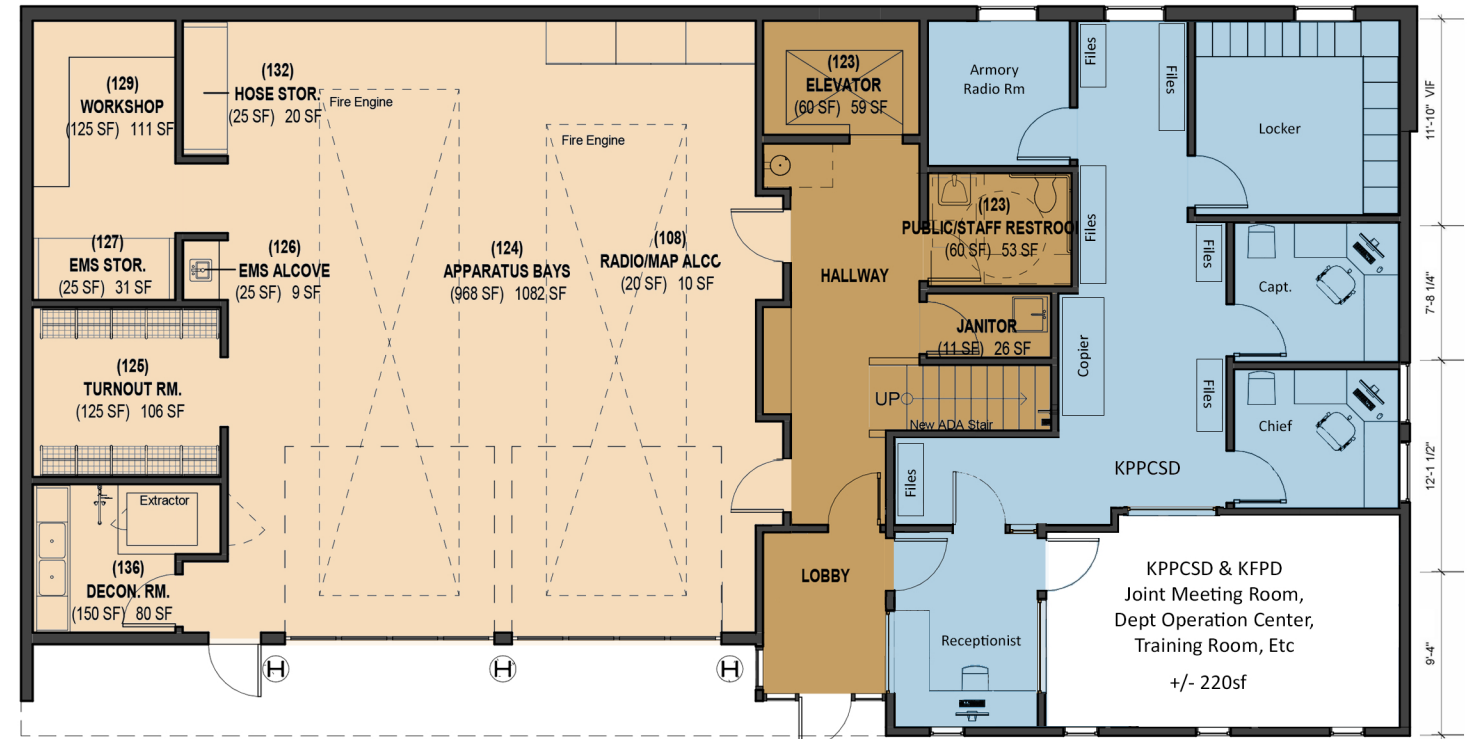 (129)
WORKSHOP
(125 SF) 111 SF
(132)
HOSE STOR.
(25 SF) 20 SF
Fire Engine
Fire Engine
(123)
ELEVATOR
(60 SF) 59 SF
Armory
Radio Rm
Files
Files
Locker
11'-10" VIF
(127)
EMS STOR.
(25 SF) 31 SF
(126)
EMS ALCOVE
(25 SF) 9 SF
(124)
APPARATUS BAYS
(968 SF) 1082 SF
(108)
RADIO/MAP ALCC
(20 SF) 10 SF
HALLWAY
(123)
PUBLIC/STAFF RESTROO
(60 SF) 53 SF
Files
Files
Capt.
7'-8 1/4"
JANITOR
(11 SF) 26 SF
Copier
(125)
TURNOUT RM.
(125 SF) 106 SF
UP
New ADA Stair
Files
Chief
KPPCSD
Files
12'-1 1/2"
Extractor
(136)
DECON. RM.
(150 SF) 80 SF
LOBBY
KPPCSD & KFPD
Joint Meeting Room,
Dept Operation Center,
Training Room, Etc
+/- 220sf
Receptionist
9'-4"
H
H
H